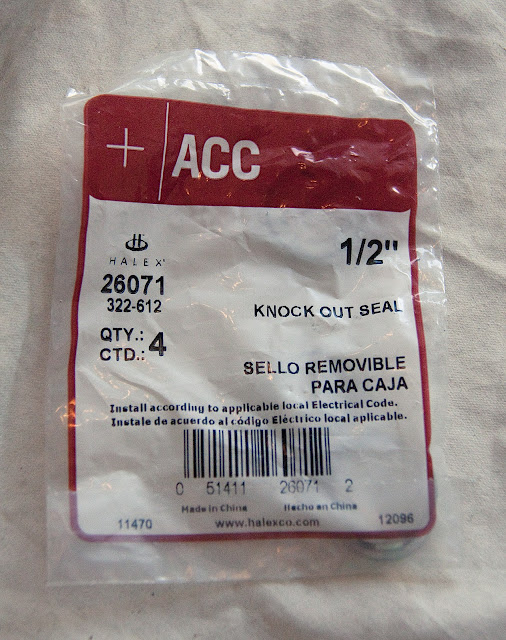 + ACC
HALEX
1/2"
26071
322-612
KNOCK OUT SEAL
QTY.:
CTD.: 4
SELLO REMOVIBLE
PARA CAJA
Install according to applicable local Electrical Code.
Instale de acuerdo al código Eléctrico local aplicable.
0 51411 26071 2
Made in China Hecho an China
11470 www.halexco.com 12096